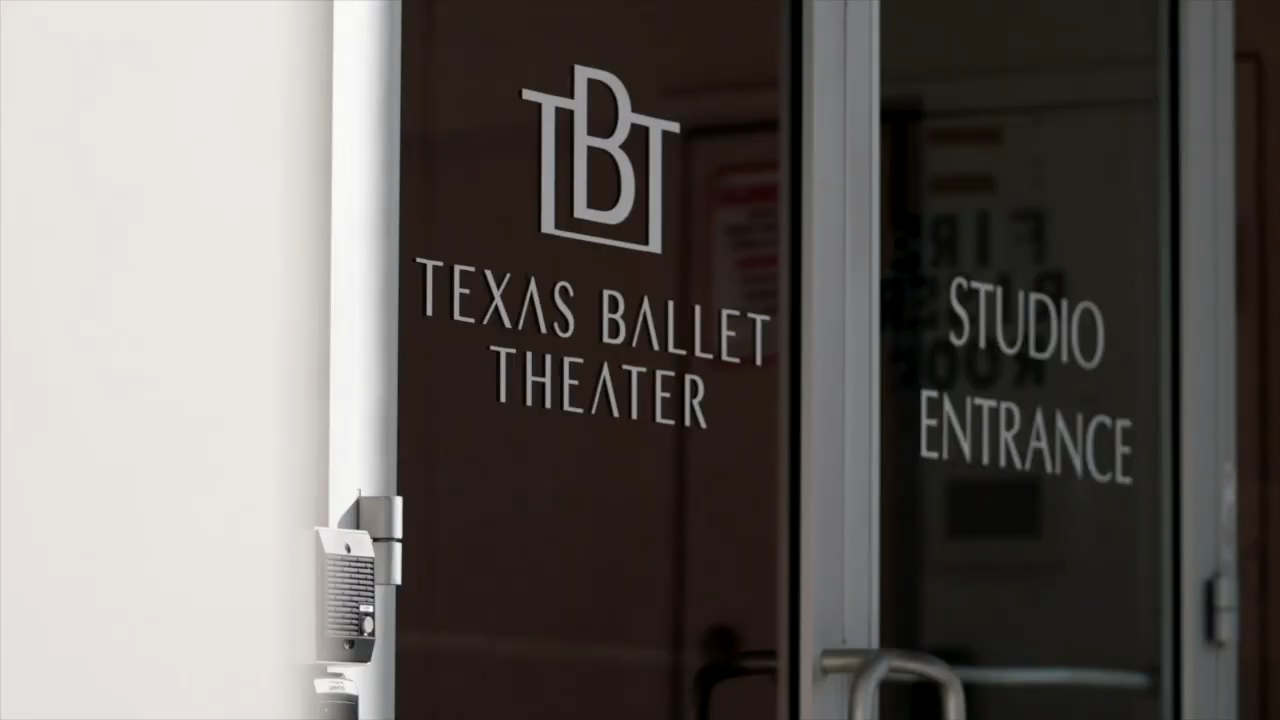 TBT
TEXAS BALLET
THEATER
STUDIO
ENTRANCE